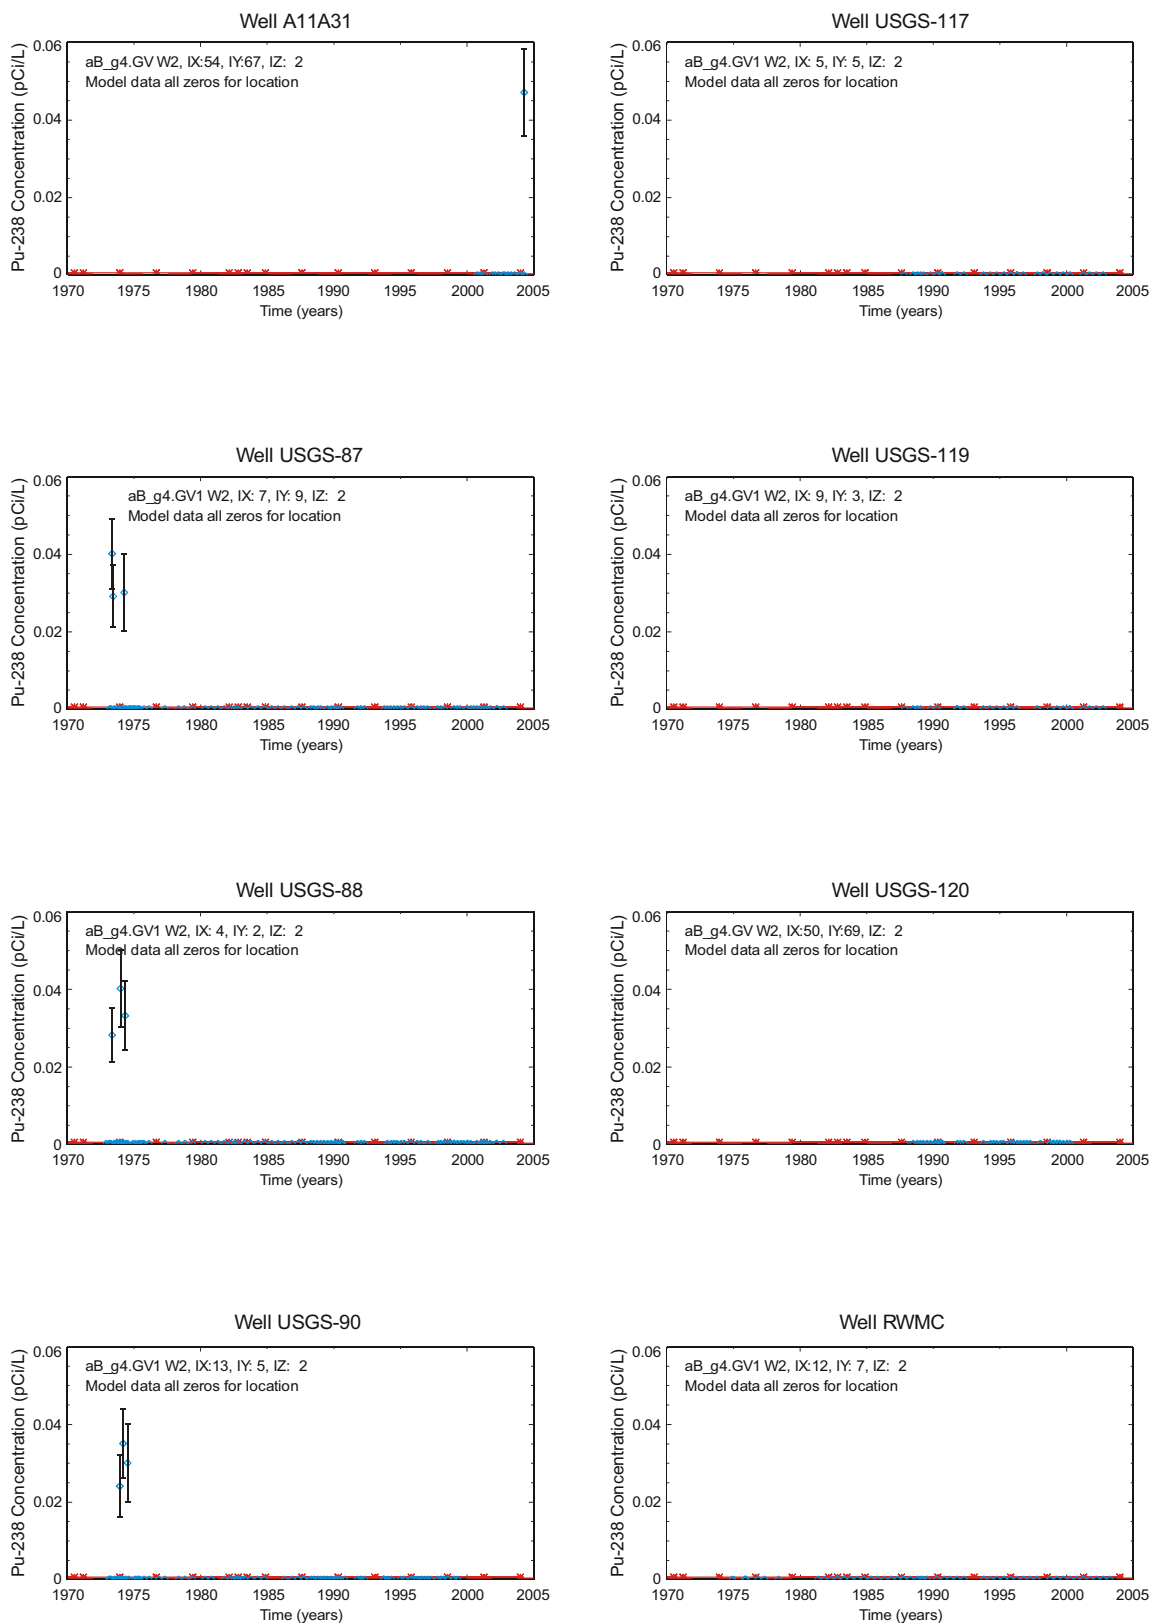 Well A11A31
Pu-238 Concentration (pCi/L)
0.06
0.04
0.02
0
aB_g4.GV W2, IX:54, IY:67, IZ: 2
Model data all zeros for location
1970 1975 1980 1985 1990 1995 2000 2005
Time (years)
Well USGS-117
Pu-238 Concentration (pCi/L)
0.06
0.04
0.02
0
aB_g4.GV1 W2, IX: 5, IY: 5, IZ: 2
Model data all zeros for location
1970 1975 1980 1985 1990 1995 2000 2005
Time (years)
Well USGS-87
Pu-238 Concentration (pCi/L)
0.06
0.04
0.02
0
aB_g4.GV1 W2, IX: 7, IY: 9, IZ: 2
Model data all zeros for location
1970 1975 1980 1985 1990 1995 2000 2005
Time (years)
Well USGS-119
Pu-238 Concentration (pCi/L)
0.06
0.04
0.02
0
aB_g4.GV1 W2, IX: 9, IY: 3, IZ: 2
Model data all zeros for location
1970 1975 1980 1985 1990 1995 2000 2005
Time (years)
Well USGS-88
Pu-238 Concentration (pCi/L)
0.06
0.04
0.02
0
aB_g4.GV1 W2, IX: 4, IY: 2, IZ: 2
Model data all zeros for location
1970 1975 1980 1985 1990 1995 2000 2005
Time (years)
Well USGS-120
Pu-238 Concentration (pCi/L)
0.06
0.04
0.02
0
aB_g4.GV W2, IX:50, IY:69, IZ: 2
Model data all zeros for location
1970 1975 1980 1985 1990 1995 2000 2005
Time (years)
Well USGS-90
Pu-238 Concentration (pCi/L)
0.06
0.04
0.02
0
aB_g4.GV1 W2, IX:13, IY: 5, IZ: 2
Model data all zeros for location
1970 1975 1980 1985 1990 1995 2000 2005
Time (years)
Well RWMC
Pu-238 Concentration (pCi/L)
0.06
0.04
0.02
0
aB_g4.GV1 W2, IX:12, IY: 7, IZ: 2
Model data all zeros for location
1970 1975 1980 1985 1990 1995 2000 2005
Time (years)